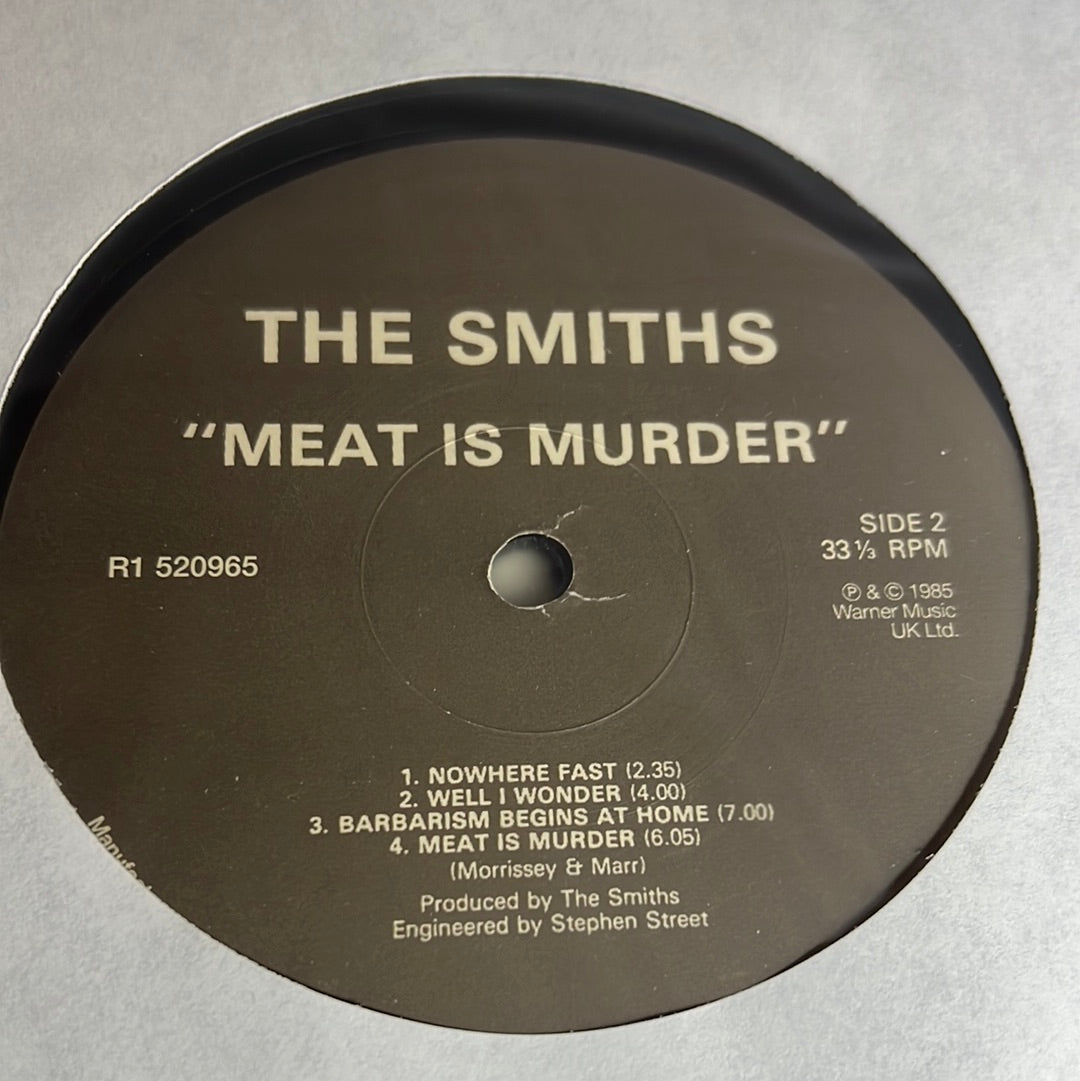 THE SMITHS
"MEAT IS MURDER"
R1 520965
SIDE 2
33⅓ RPM
℗ & © 1985
Warner Music
UK Ltd.
1. NOWHERE FAST (2.35)
2. WELL I WONDER (4.00)
3. BARBARISM BEGINS AT HOME (7.00)
4. MEAT IS MURDER (6.05)
(Morrissey & Marr)
Produced by The Smiths
Engineered by Stephen Street